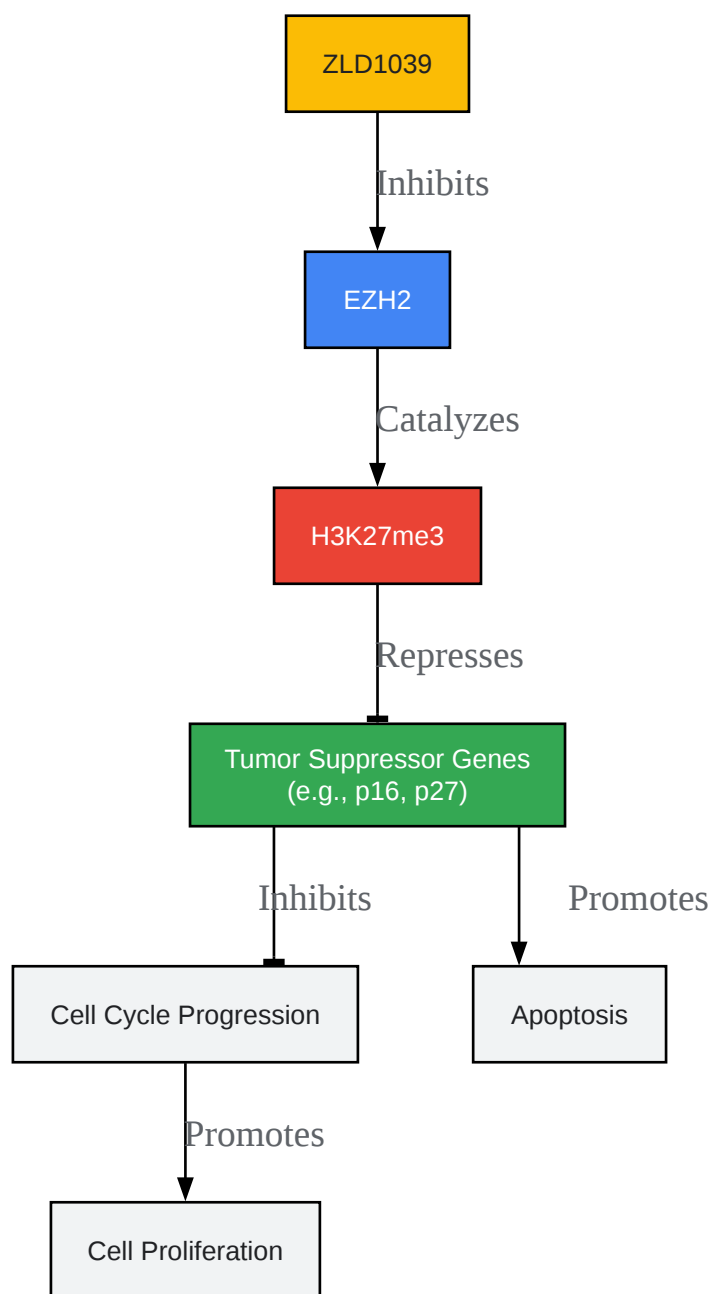 ZLD1039
Inhibits
EZH2
Catalyzes
H3K27me3
Represses
Tumor Suppressor Genes
(e.g., p16, p27)
Inhibits
Promotes
Cell Cycle Progression
Apoptosis
Promotes
Cell Proliferation